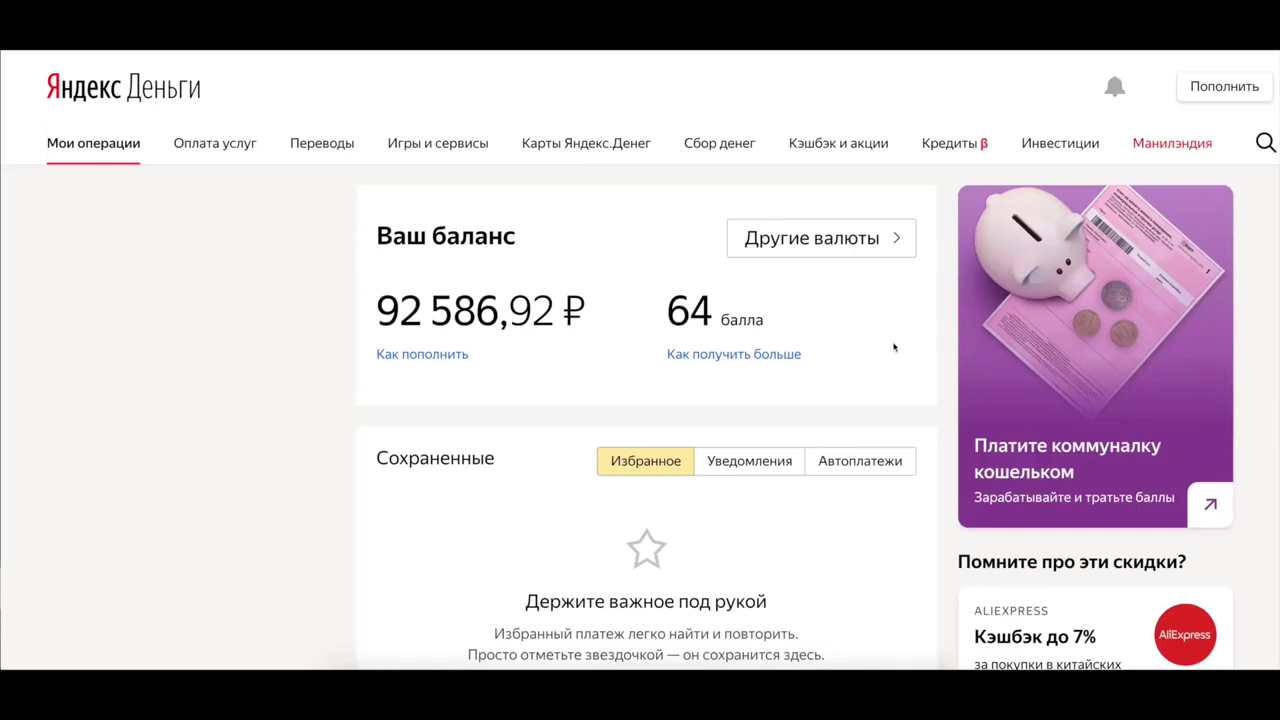 Яндекс Деньги
Пополнить
Мои операции Оплата услуг Переводы Игры и сервисы Карты Яндекс.Денег Сбор денег Кэшбэк и акции Кредиты β Инвестиции Манилэндия
Ваш баланс
Другие валюты
92 586,92 ₽
64 балла
Как пополнить
Как получить больше
Сохраненные
Избранное Уведомления Автоплатежи
Держите важное под рукой
Избранный платеж легко найти и повторить.
Просто отметьте звездочкой — он сохранится здесь.
Платите коммуналку
кошельком
Зарабатывайте и тратьте баллы
Помните про эти скидки?
ALIEXPRESS
Кэшбэк до 7%
за покупки в китайских
AliExpress